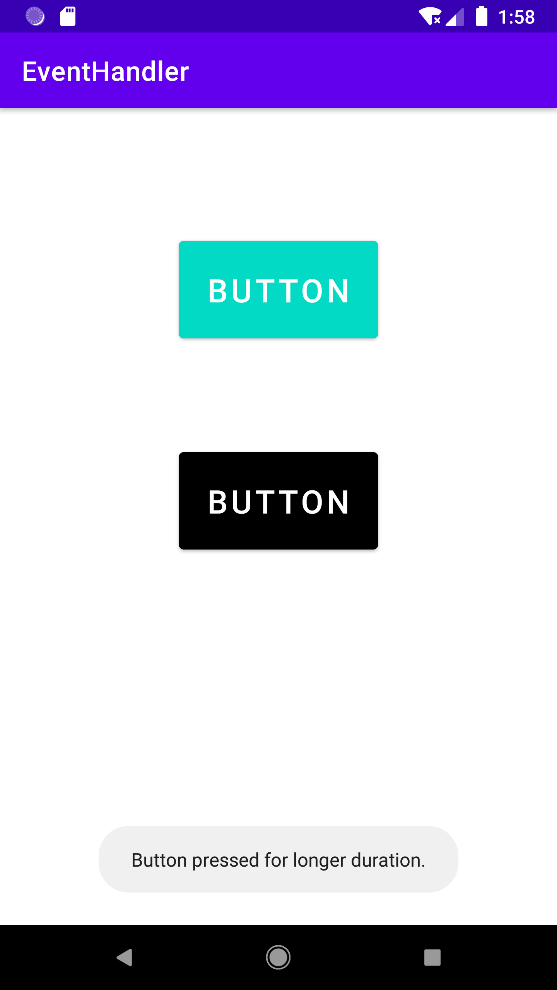 1:58
EventHandler
BUTTON
BUTTON
Button pressed for longer duration.